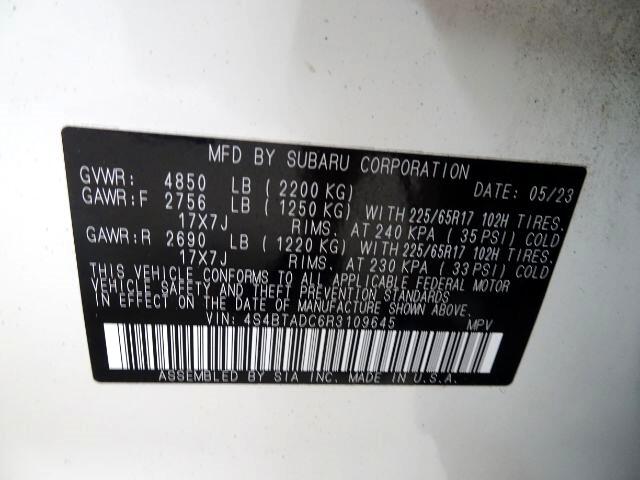 MFD BY SUBARU CORPORATION
GVWR: 4850 LB ( 2200 KG) DATE: 05/23
GAWR:F 2756 LB ( 1250 KG) WITH 225/65R17 102H TIRES.
17X7J RIMS. AT 240 KPA ( 35 PSI) COLD
GAWR:R 2690 LB ( 1220 KG) WITH 225/65R17 102H TIRES.
17X7J RIMS. AT 230 KPA ( 33 PSI) COLD
THIS VEHICLE CONFORMS TO ALL APPLICABLE FEDERAL MOTOR
VEHICLE SAFETY AND THEFT PREVENTION STANDARDS
IN EFFECT ON THE DATE OF MANUFACTURE SHOWN ABOVE.
VIN: 4S4BTADC6R3109645 MPV
ASSEMBLED BY SIA INC. MADE IN U.S.A.